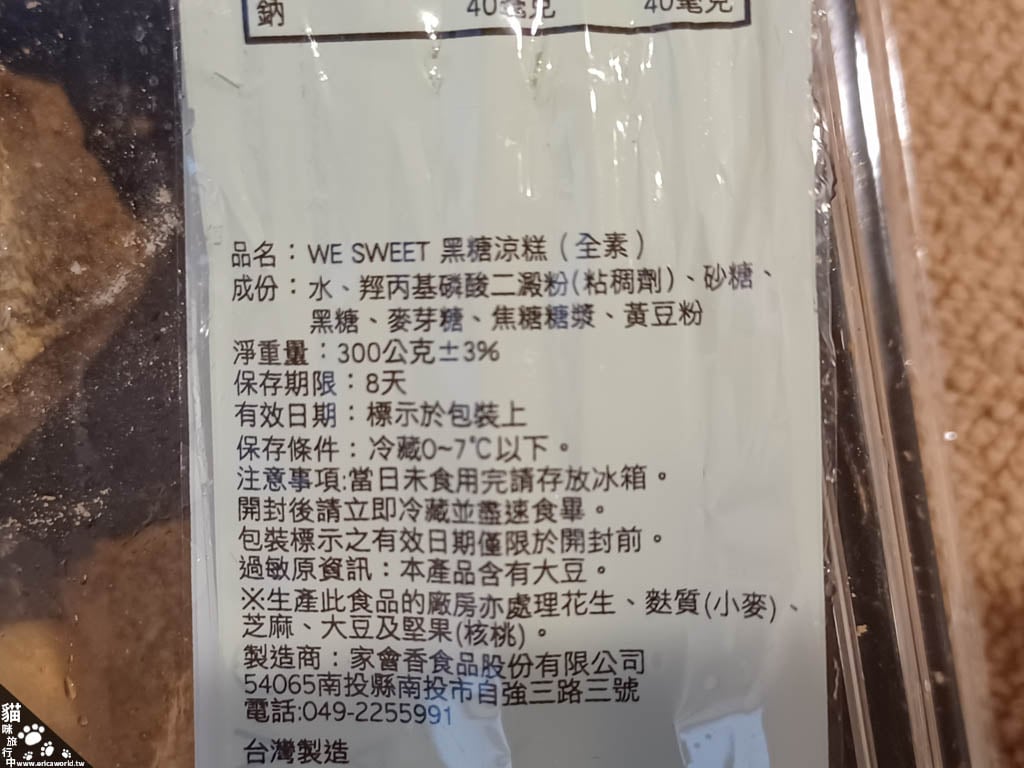 鈉 40毫克 40毫克
品名：WE SWEET 黑糖涼糕（全素）
成份：水、羥丙基磷酸二澱粉(粘稠劑)、砂糖、
黑糖、麥芽糖、焦糖糖漿、黃豆粉
淨重量：300公克±3%
保存期限：8天
有效日期：標示於包裝上
保存條件：冷藏0~7℃以下。
注意事項:當日未食用完請存放冰箱。
開封後請立即冷藏並盡速食畢。
包裝標示之有效日期僅限於開封前。
過敏原資訊：本產品含有大豆。
※生產此食品的廠房亦處理花生、麩質(小麥)、
芝麻、大豆及堅果(核桃)。
製造商：家會香食品股份有限公司
54065南投縣南投市自強三路三號
電話:049-2255991
台灣製造
貓咪旅行中
www.ericaworld.tw